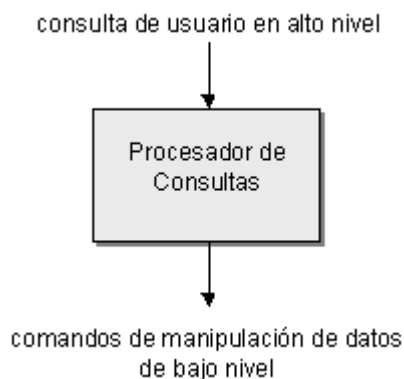 consulta de usuario en alto nivel
Procesador de
Consultas
comandos de manipulación de datos
de bajo nivel